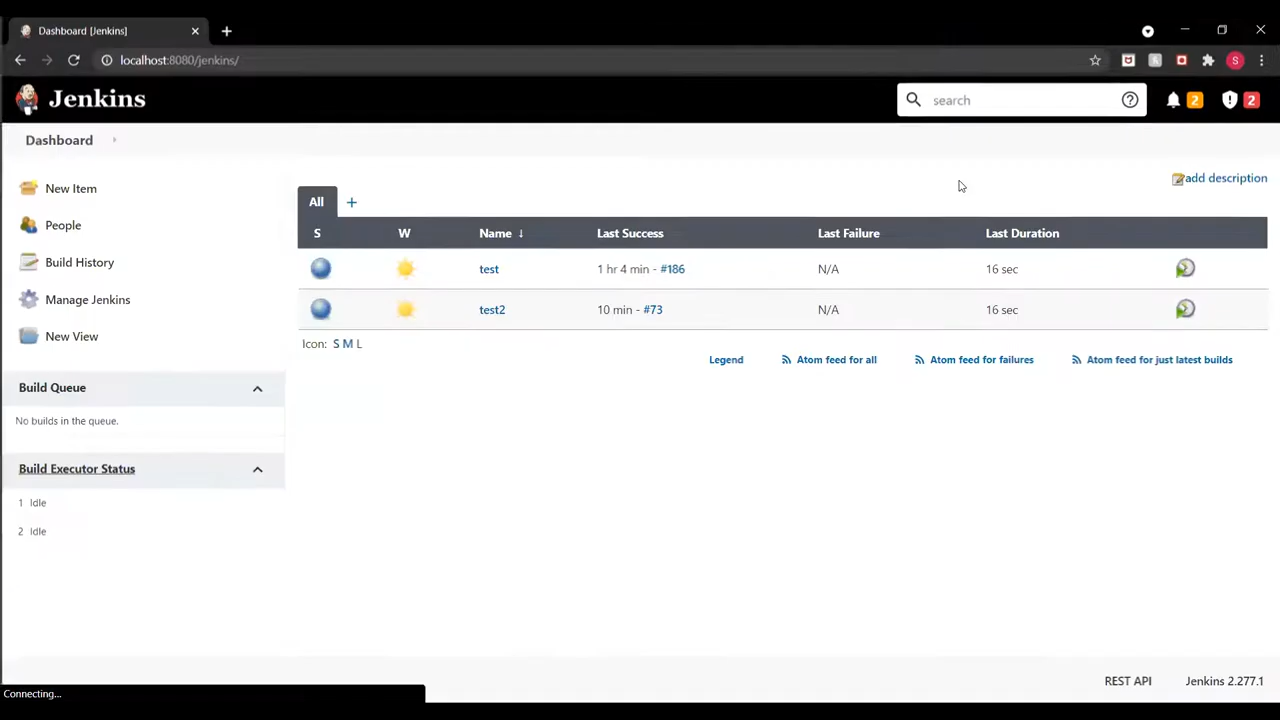 Dashboard [Jenkins]
localhost:8080/jenkins/
S
Jenkins
search
2
2
Dashboard
add description
New Item
People
Build History
Manage Jenkins
New View
All +
S W Name ↓ Last Success Last Failure Last Duration
test 1 hr 4 min - #186 N/A 16 sec
test2 10 min - #73 N/A 16 sec
Icon: S M L
Legend Atom feed for all Atom feed for failures Atom feed for just latest builds
Build Queue
No builds in the queue.
Build Executor Status
1 Idle
2 Idle
REST API Jenkins 2.277.1
Connecting...